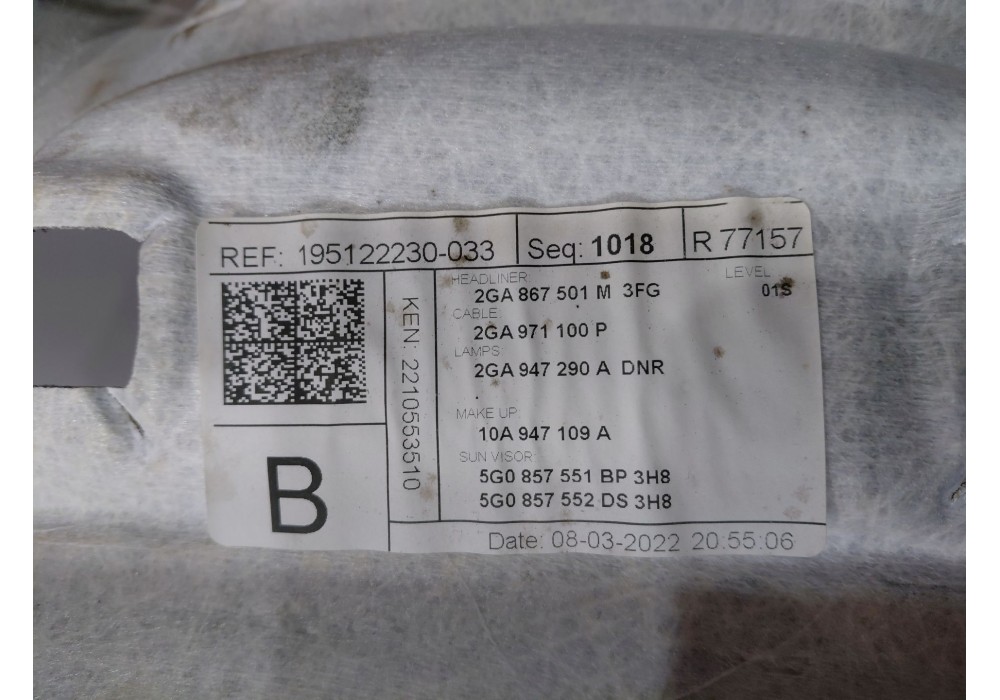 REF: 195122230-033
Seq: 1018
R 77157
KEN: 2210553510
HEADLINER
LEVEL
2GA 867 501 M 3FG
01S
CABLE:
2GA 971 100 P
LAMPS:
2GA 947 290 A DNR
MAKE UP:
10A 947 109 A
SUN VISOR:
5G0 857 551 BP 3H8
5G0 857 552 DS 3H8
B
Date: 08-03-2022 20:55:06